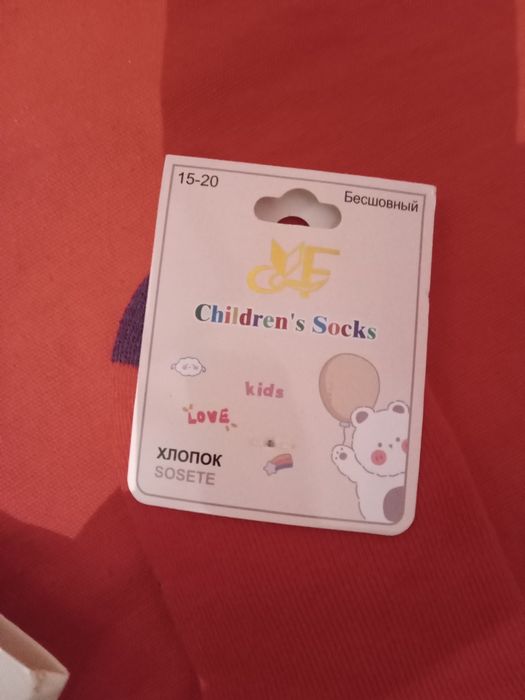 15-20
Бесшовный
Children's Socks
kids
LOVE
ХЛОПОК
SOSETE